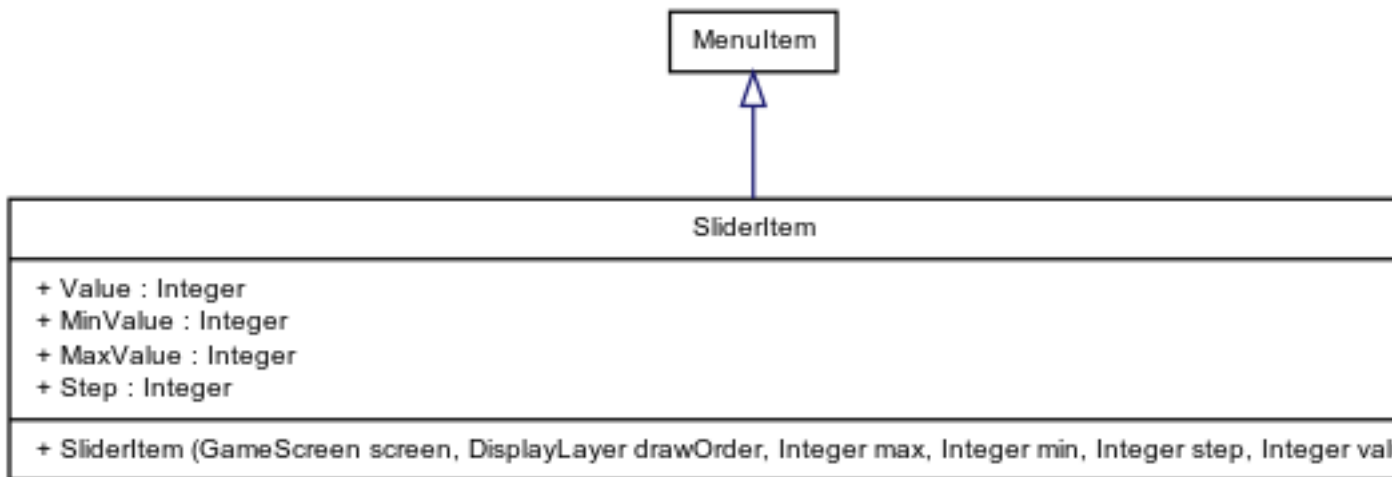 MenuItem
SliderItem
+ Value : Integer
+ MinValue : Integer
+ MaxValue : Integer
+ Step : Integer
+ SliderItem (GameScreen screen, DisplayLayer drawOrder, Integer max, Integer min, Integer step, Integer val